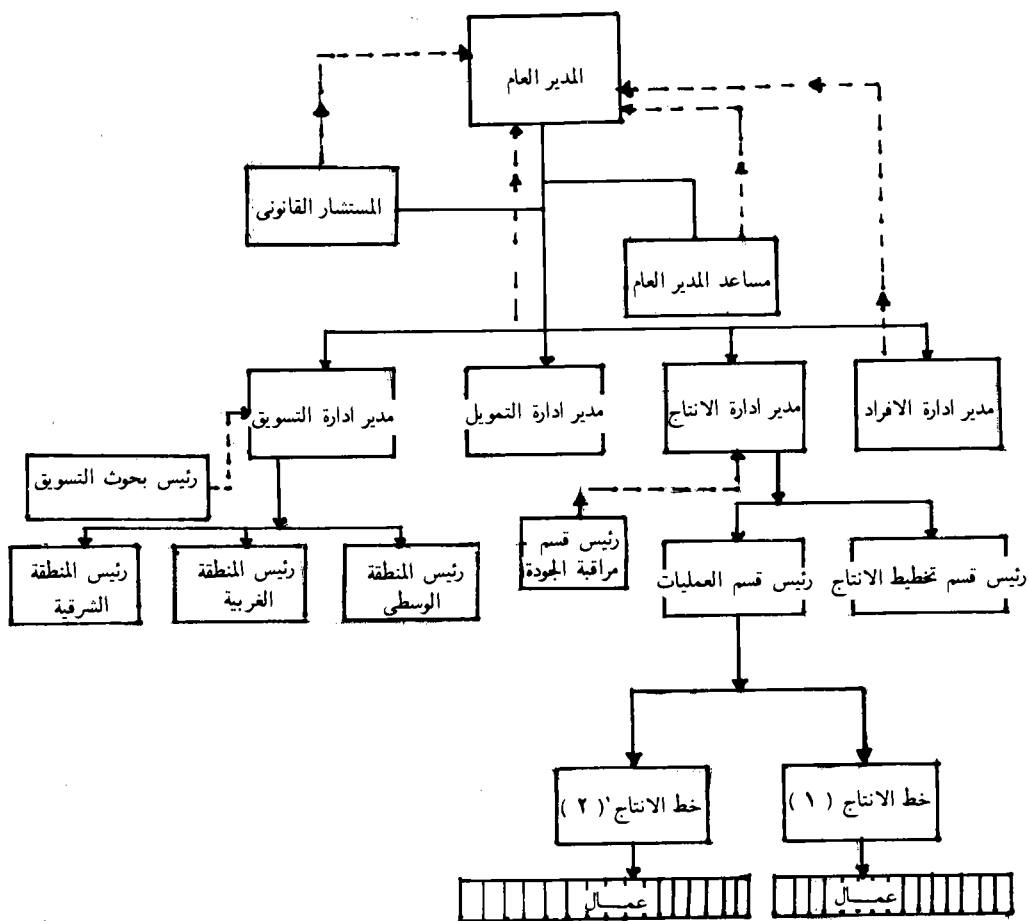 المدير العام
المستشار القانونى
مساعد المدير العام
مدير ادارة الافراد
مدير ادارة الانتاج
مدير ادارة التمويل
مدير ادارة التسويق
رئيس بحوث التسويق
رئيس قسم تخطيط الانتاج
رئيس قسم العمليات
رئيس قسم
مراقبة الجودة
رئيس المنطقة
الوسطى
رئيس المنطقة
الغربية
رئيس المنطقة
الشرقية
خط الانتاج ( ١ )
خط الانتاج ( ٢ )
عمـــال
عمـــال